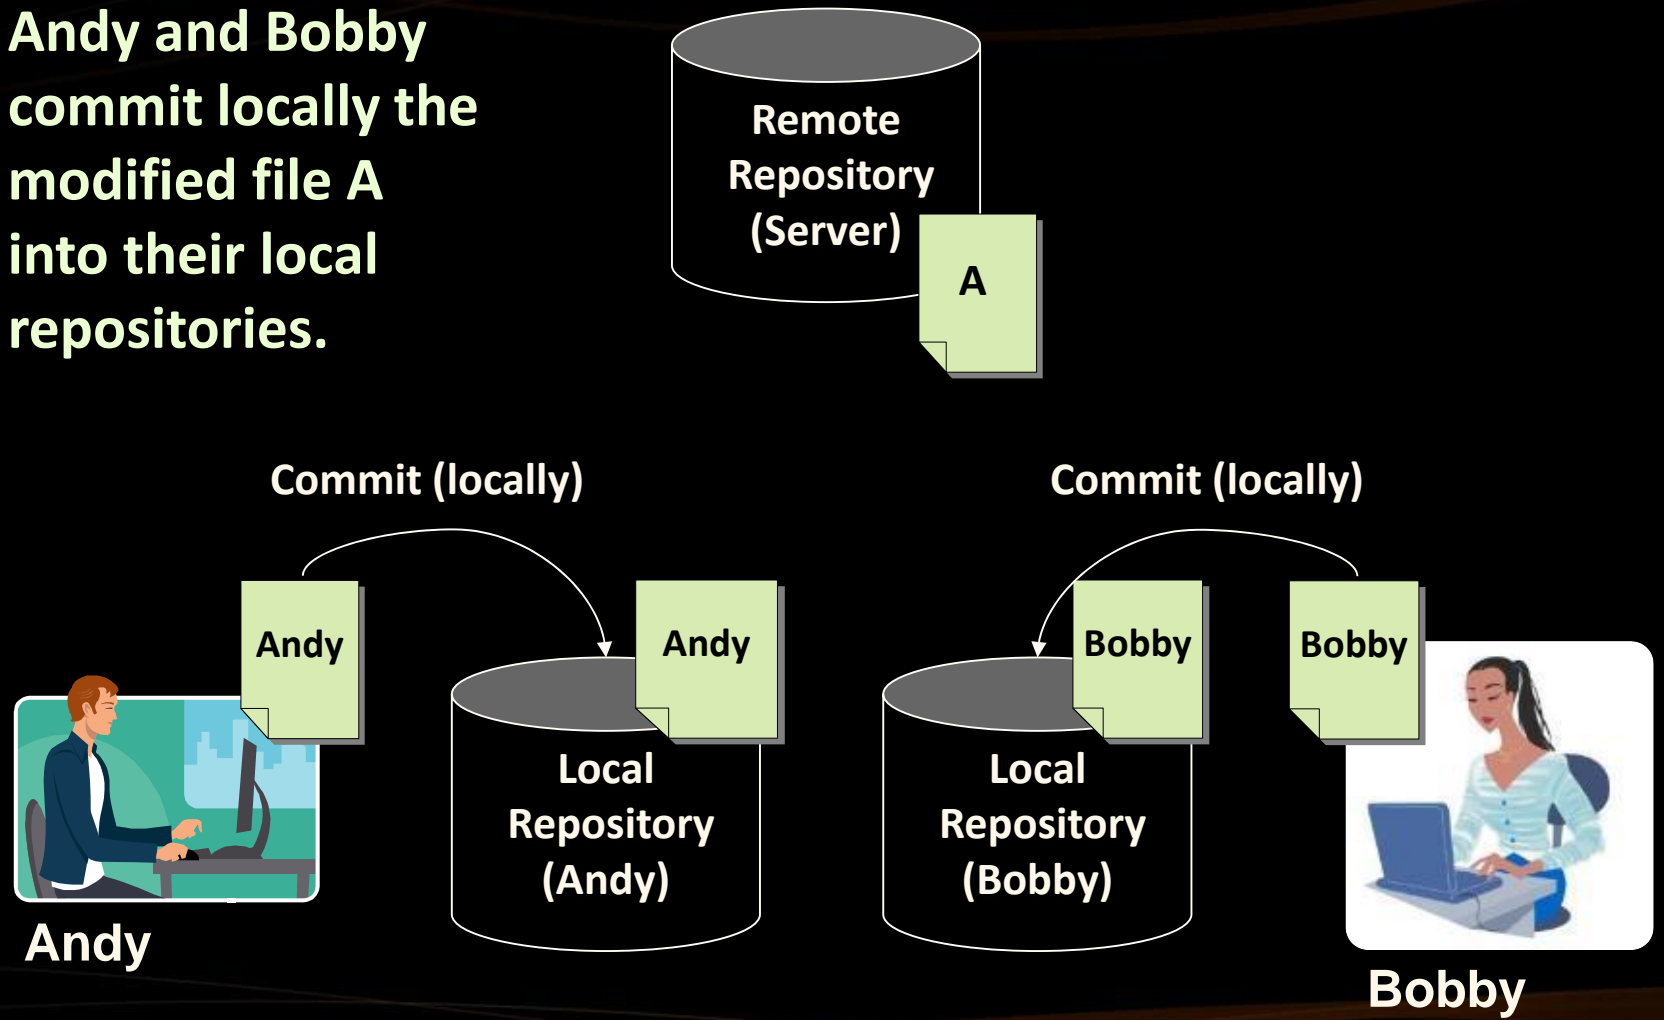 Andy and Bobby
commit locally the
modified file A
into their local
repositories.
Remote
Repository
(Server)
A
Commit (locally)
Commit (locally)
Andy
Andy
Bobby
Bobby
Local
Repository
(Andy)
Local
Repository
(Bobby)
Andy
Bobby